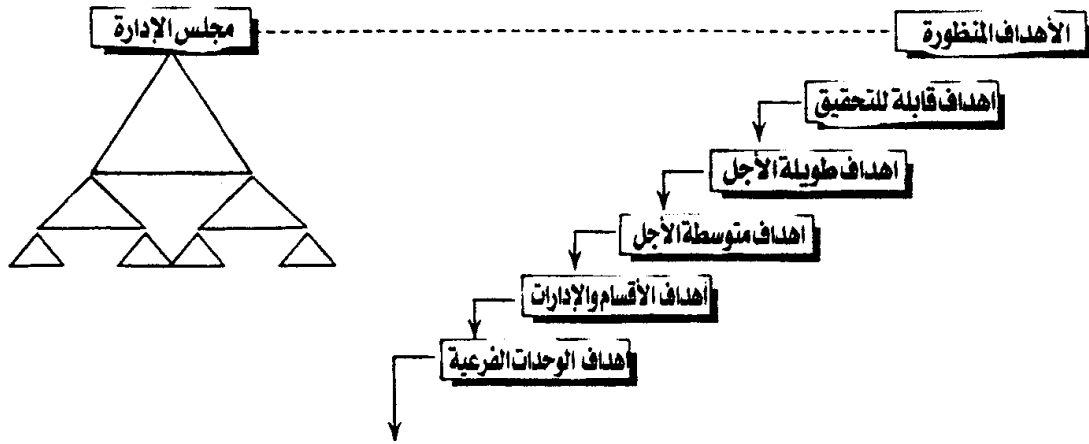 الأهداف المنظورة
مجلس الإدارة
اهداف قابلة للتحقيق
اهداف طويلة الأجل
اهداف متوسطة الأجل
أهداف الأقسام والإدارات
اهداف الوحدات الفرعية